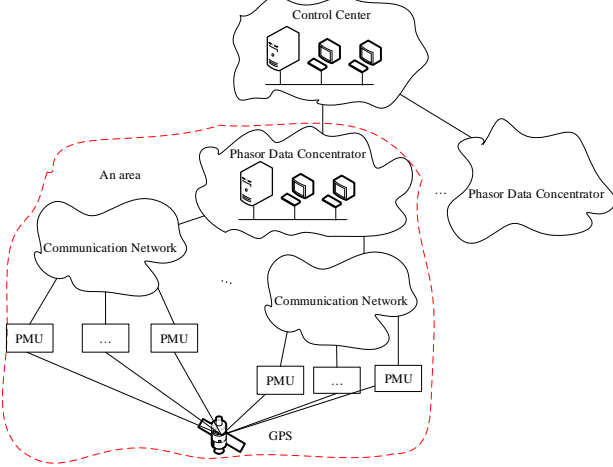 Control Center
Phasor Data Concentrator
An area
...
Phasor Data Concentrator
Communication Network
...
Communication Network
PMU
...
PMU
PMU
...
PMU
GPS